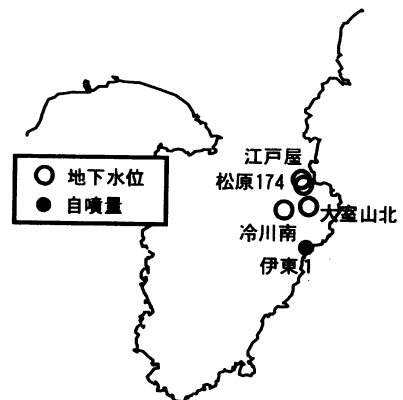 江戸屋
松原174
地下水位
自噴量
大室山北
冷川南
伊東1